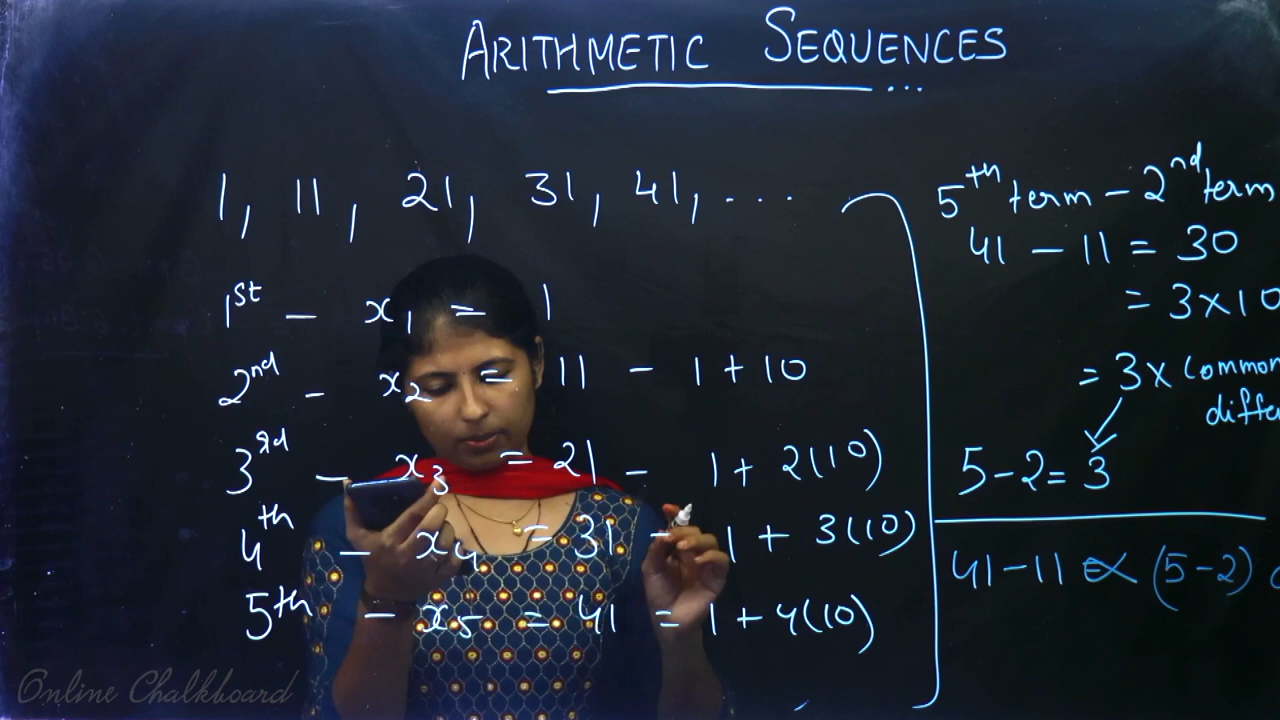 ARITHMETIC SEQUENCES ...
1, 11, 21, 31, 41, ...
1st – x₁ = 1
2nd – x₂ = 11 – 1 + 10
3rd – x₃ = 21 – 1 + 2(10)
4th – x₄ = 31 – 1 + 3(10)
5th – x₅ = 41 = 1 + 4(10)
5th term – 2nd term,
41 – 11 = 30
= 3 × 10
= 3 × common
diffe
5 – 2 = 3
41 – 11 ∝ (5 – 2)
Online Chalkboard